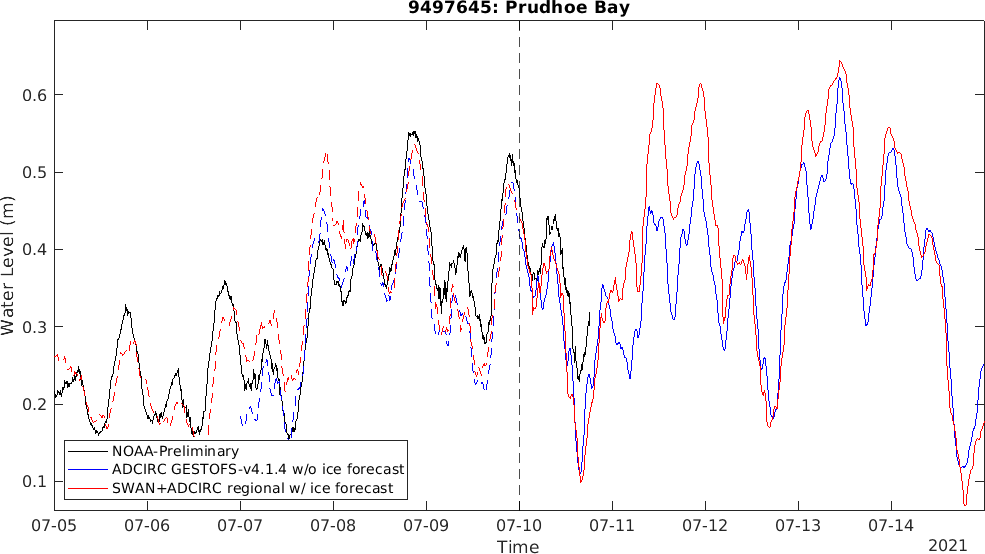 9497645: Prudhoe Bay
Water Level (m)
0.6
0.5
0.4
0.3
0.2
0.1
NOAA-Preliminary
ADCIRC GESTOFS-v4.1.4 w/o ice forecast
SWAN+ADCIRC regional w/ ice forecast
07-05 07-06 07-07 07-08 07-09 07-10 07-11 07-12 07-13 07-14
Time
2021